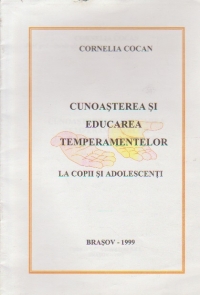 CORNELIA COCAN
CUNOAȘTEREA ȘI
EDUCAREA
TEMPERAMENTELOR
LA COPII ȘI ADOLESCENȚI
BRAȘOV - 1999